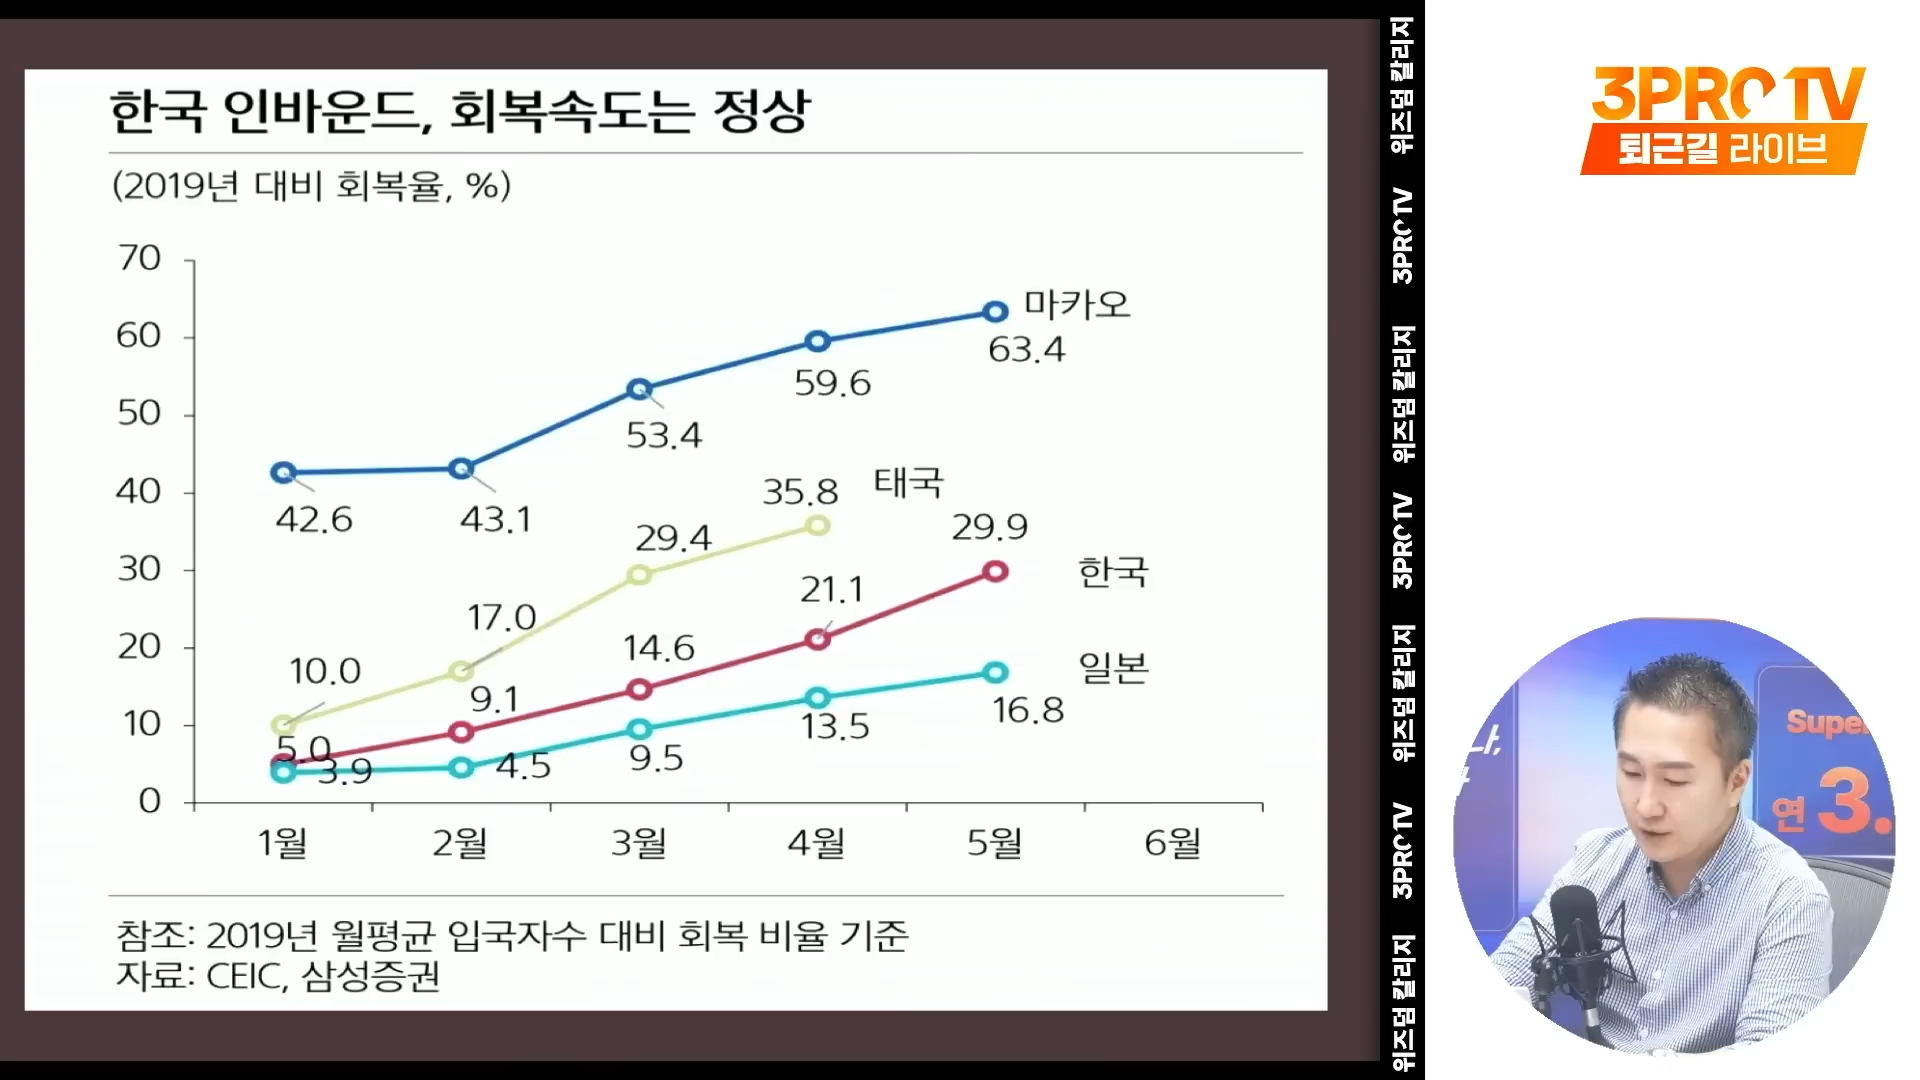 한국 인바운드, 회복속도는 정상
(2019년 대비 회복율, %)
70
60
50
40
30
20
10
0
마카오
42.6
43.1
53.4
59.6
63.4
태국
10.0
17.0
29.4
35.8
한국
5.0
9.1
14.6
21.1
29.9
일본
3.9
4.5
9.5
13.5
16.8
1월
2월
3월
4월
5월
6월
참조: 2019년 월평균 입국자수 대비 회복 비율 기준
자료: CEIC, 삼성증권
위즈덤 칼리지
3PROTV
위즈덤 칼리지
3PROTV
위즈덤 칼리지
3PROTV
위즈덤 칼리지
3PROTV
퇴근길 라이브
Super
연 3.